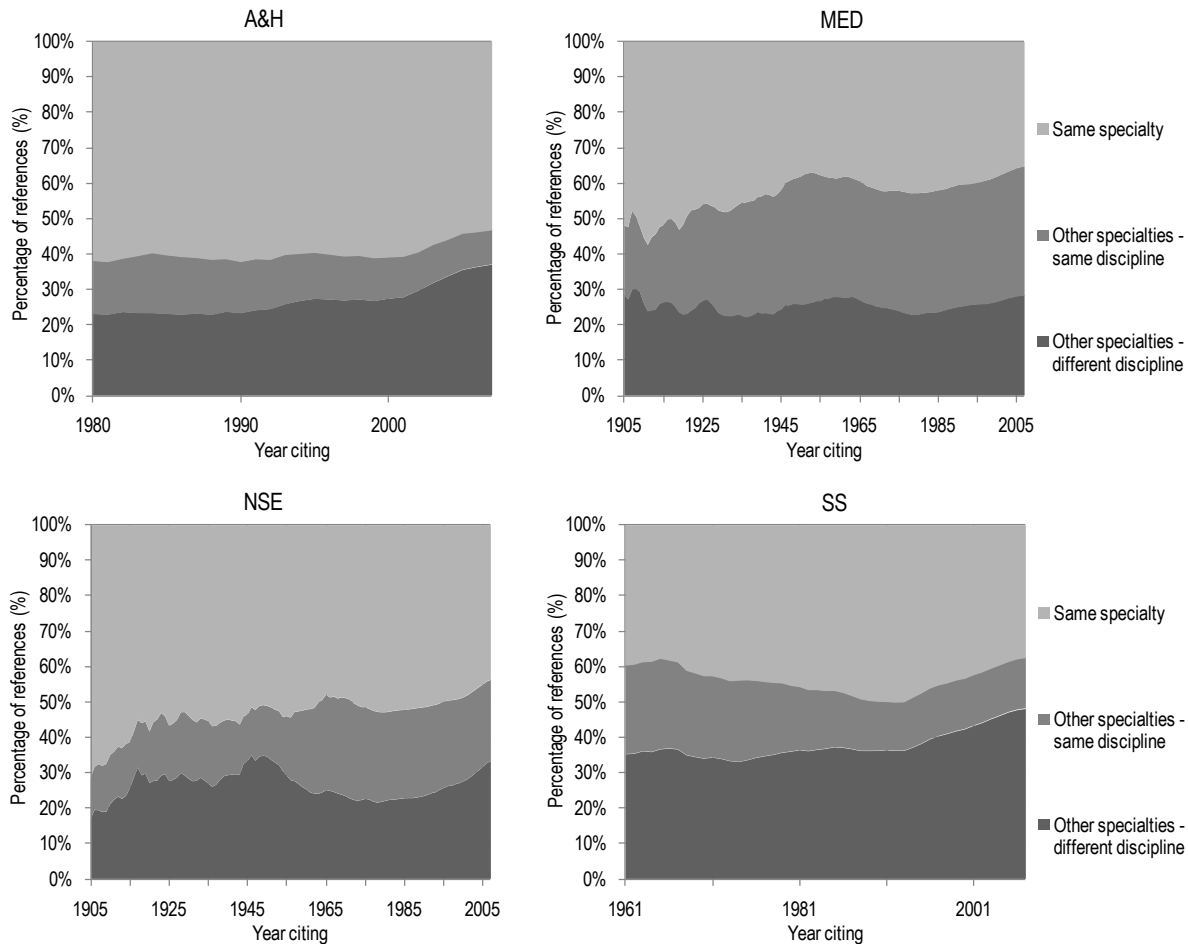 A&H
Percentage of references (%)
100%
90%
80%
70%
60%
50%
40%
30%
20%
10%
0%
1980
1990
2000
Year citing
MED
Percentage of references (%)
100%
90%
80%
70%
60%
50%
40%
30%
20%
10%
0%
1905
1925
1945
1965
1985
2005
Year citing
Same specialty
Other specialties -
same discipline
Other specialties -
different discipline
NSE
Percentage of references (%)
100%
90%
80%
70%
60%
50%
40%
30%
20%
10%
0%
1905
1925
1945
1965
1985
2005
Year citing
SS
Percentage of references (%)
100%
90%
80%
70%
60%
50%
40%
30%
20%
10%
0%
1961
1981
2001
Year citing
Same specialty
Other specialties -
same discipline
Other specialties -
different discipline